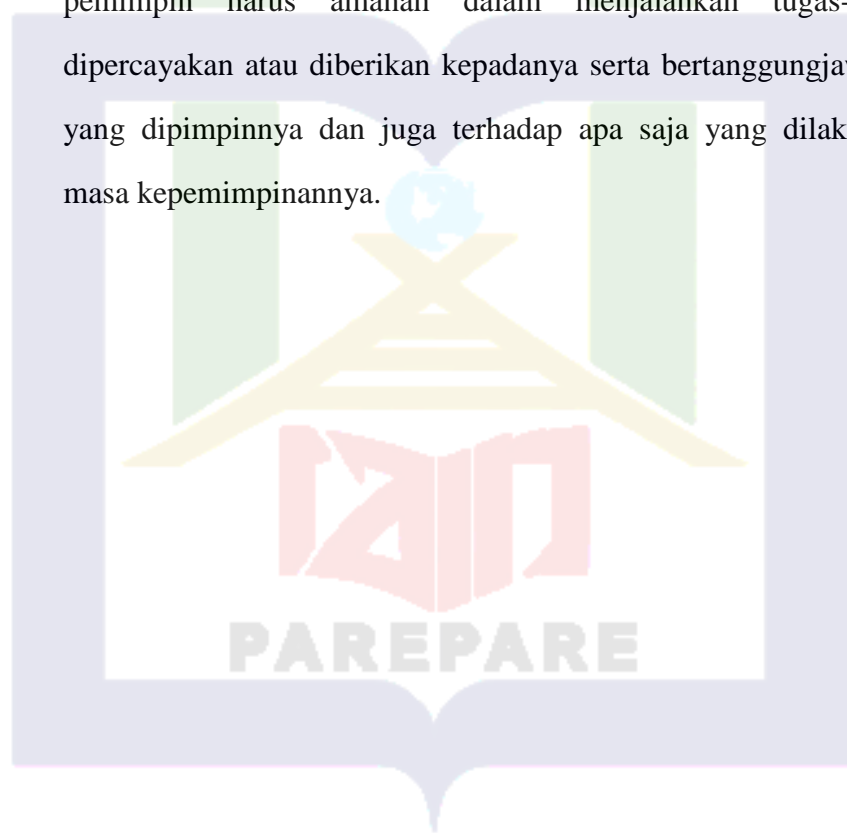 pemimpin harus amanah dalam menjalankan tugas-
dipercayakan atau diberikan kepadanya serta bertanggungjaw
yang dipimpinnya dan juga terhadap apa saja yang dilak
masa kepemimpinannya.
iain
PAREPARE